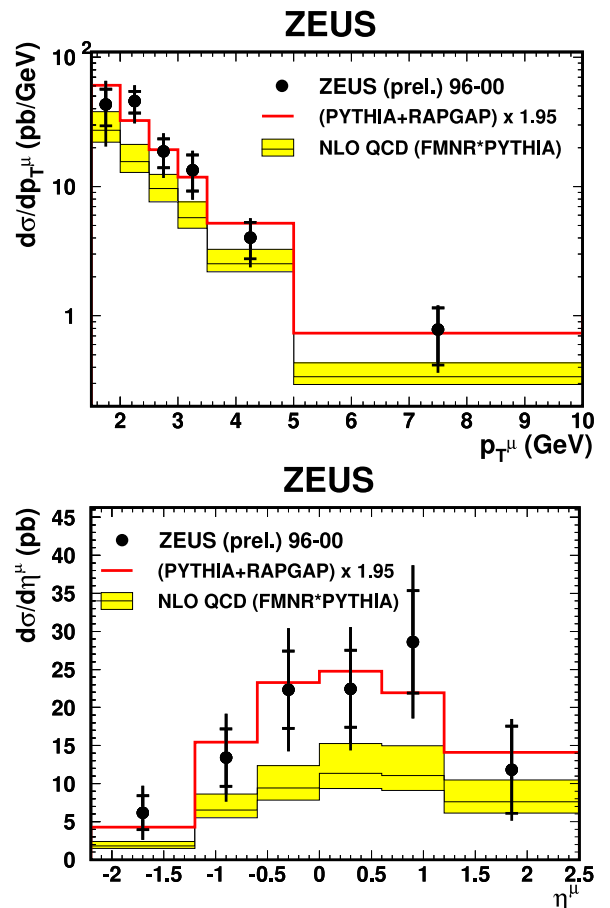 ZEUS
10²
10
1
dσ/dp_T^μ (pb/GeV)
ZEUS (prel.) 96-00
(PYTHIA+RAPGAP) x 1.95
NLO QCD (FMNR*PYTHIA)
2 3 4 5 6 7 8 9 10
p_T^μ (GeV)
ZEUS
45
40
35
30
25
20
15
10
5
0
dσ/dη^μ (pb)
ZEUS (prel.) 96-00
(PYTHIA+RAPGAP) x 1.95
NLO QCD (FMNR*PYTHIA)
-2 -1.5 -1 -0.5 0 0.5 1 1.5 2 2.5
η^μ